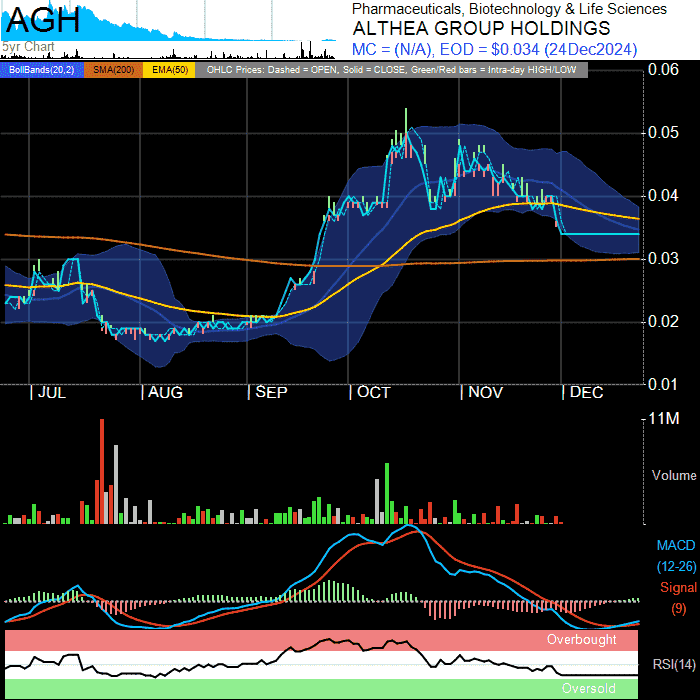 AGH
5yr Chart
Pharmaceuticals, Biotechnology & Life Sciences
ALTHEA GROUP HOLDINGS
MC = (N/A), EOD = $0.034 (24Dec2024)
BollBands(20,2) SMA(200) EMA(50) OHLC Prices: Dashed = OPEN, Solid = CLOSE, Green/Red bars = Intra-day HIGH/LOW
0.06
0.05
0.04
0.03
0.02
0.01
| JUL | AUG | SEP | OCT | NOV | DEC
11M
Volume
MACD
(12-26)
Signal
(9)
Overbought
RSI(14)
Oversold